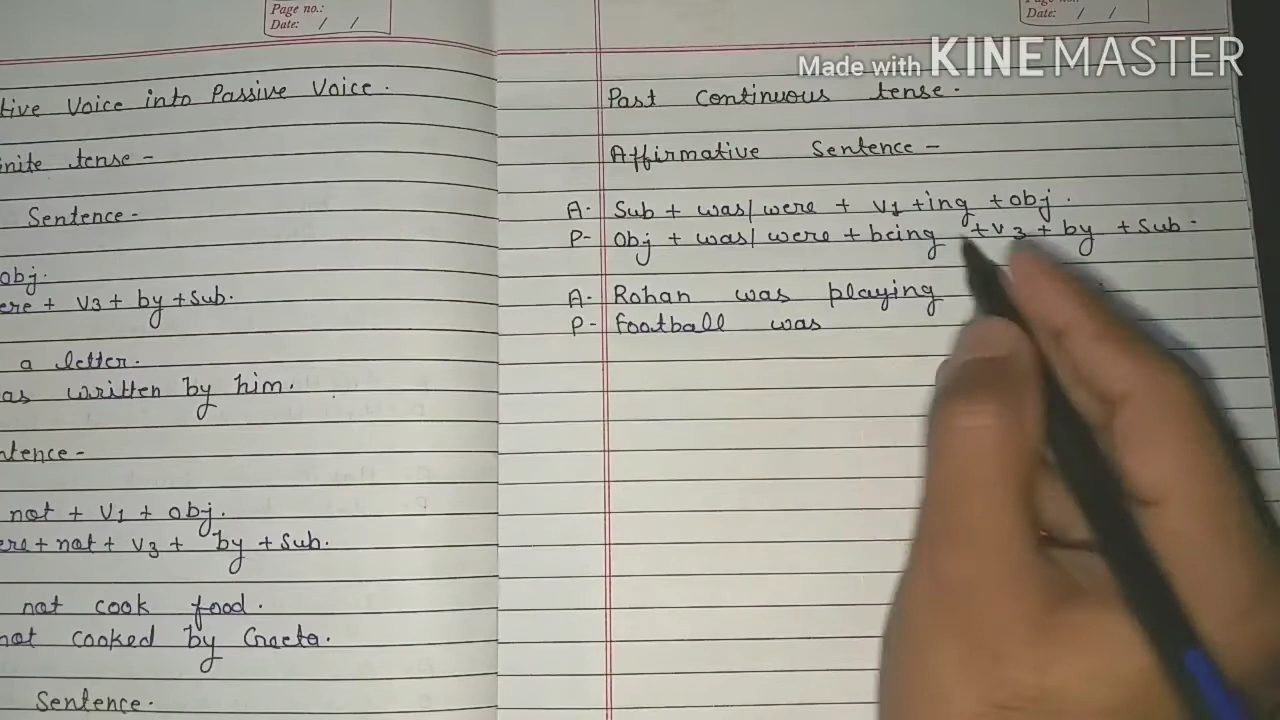 Page no.:
Date: / /
tive Voice into Passive Voice.
nite tense-
Sentence-
obj.
ere + V3 + by + Sub.
a letter.
as written by him.
ntence-
not + V1 + obj.
ere + not + V3 + by + Sub.
not cook food.
not cooked by Geeta.
Sentence.
Date: / /
Made with KINEMASTER
Past Continuous tense.
Affirmative Sentence-
A- Sub + was/were + V1 + ing + obj.
P- Obj + was/were + being + V3 + by + Sub-
A- Rohan was playing
P- football was